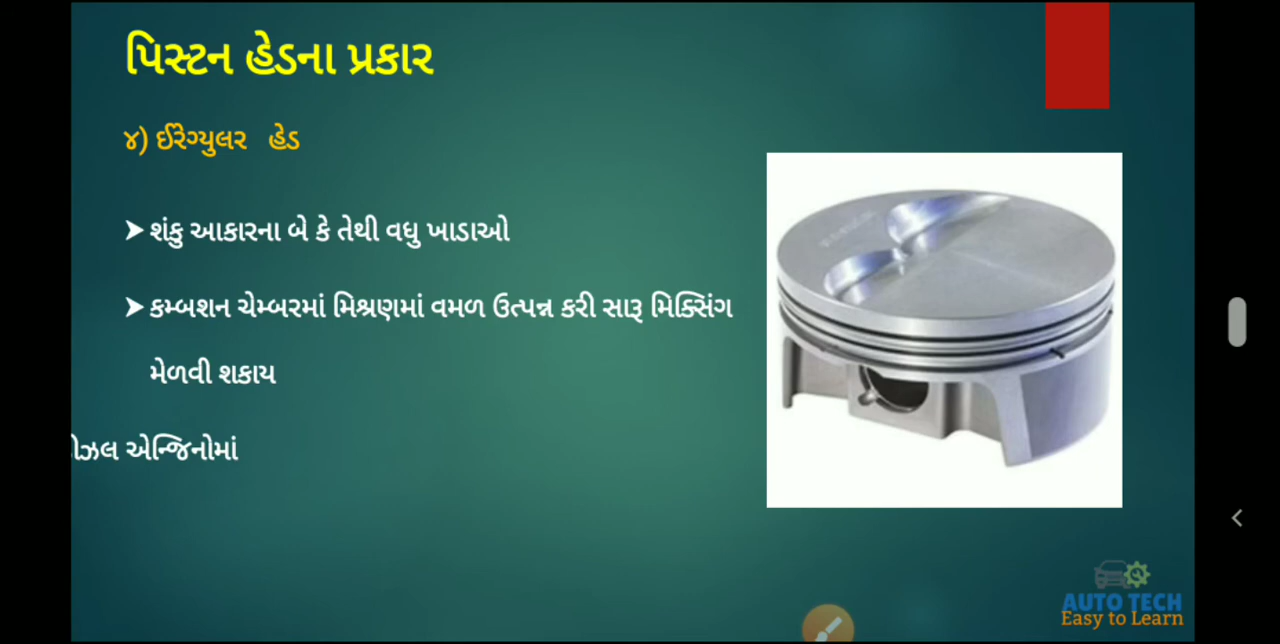 પિસ્ટન હેડના પ્રકાર
૪) ઈરેગ્યુલર હેડ
➤ શંકુ આકારના બે કે તેથી વધુ ખાડાઓ
➤ કમ્બશન ચેમ્બરમાં મિશ્રણમાં વમળ ઉત્પન્ન કરી સારૂ મિક્સિંગ
મેળવી શકાય
એન્જિનોમાં
AUTO TECH
Easy to Learn